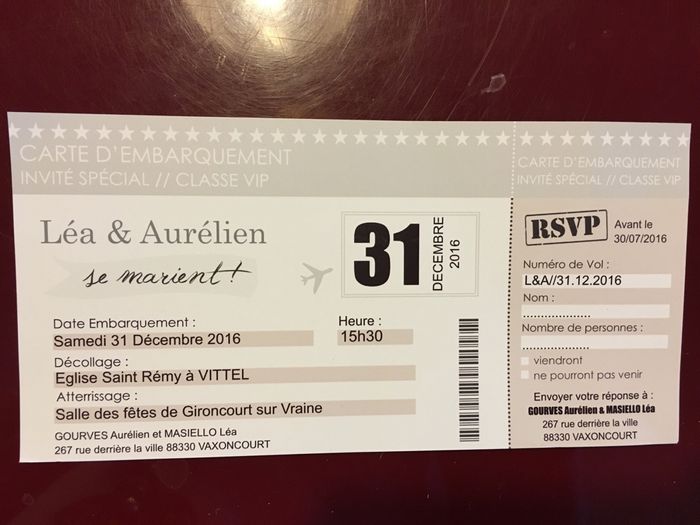 CARTE D'EMBARQUEMENT
INVITÉ SPÉCIAL // CLASSE VIP
Léa & Aurélien
se marient !
31
DECEMBRE
2016
Date Embarquement :
Samedi 31 Décembre 2016
Heure :
15h30
Décollage :
Eglise Saint Rémy à VITTEL
Atterrissage :
Salle des fêtes de Gironcourt sur Vraine
GOURVES Aurélien et MASIELLO Léa
267 rue derrière la ville 88330 VAXONCOURT
CARTE D'EMBARQUEMENT
INVITÉ SPÉCIAL // CLASSE VIP
RSVP
Avant le
30/07/2016
Numéro de Vol :
L&A//31.12.2016
Nom :
....................
Nombre de personnes :
....................
viendront
ne pourront pas venir
Envoyer votre réponse à :
GOURVES Aurélien & MASIELLO Léa
267 rue derrière la ville
88330 VAXONCOURT